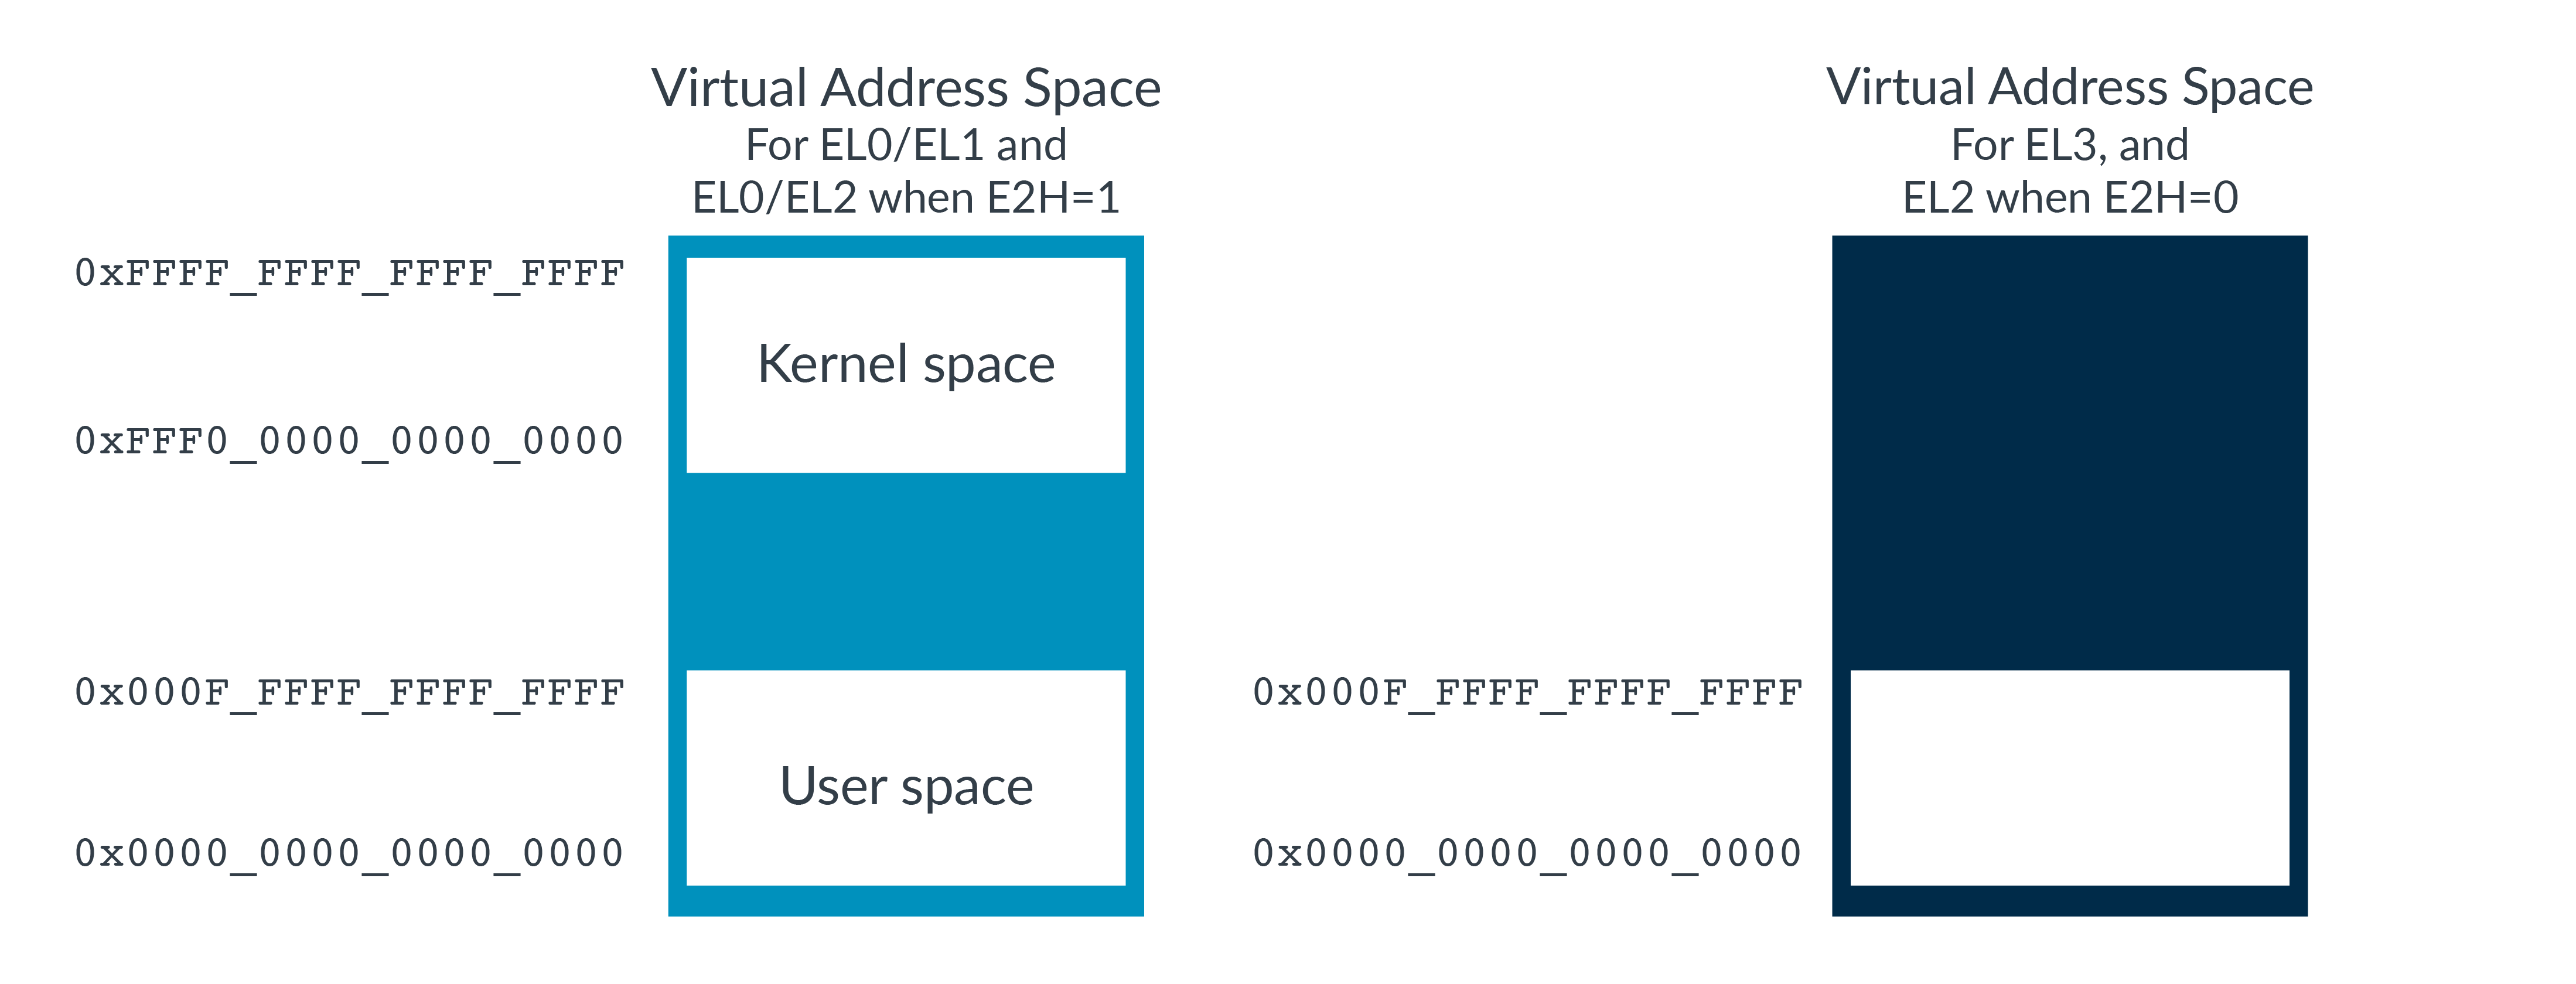 Virtual Address Space
For EL0/EL1 and
EL0/EL2 when E2H=1
0xFFFF_FFFF_FFFF_FFFF
Kernel space
0xFFF0_0000_0000_0000
0x000F_FFFF_FFFF_FFFF
User space
0x0000_0000_0000_0000
Virtual Address Space
For EL3, and
EL2 when E2H=0
0x000F_FFFF_FFFF_FFFF
0x0000_0000_0000_0000